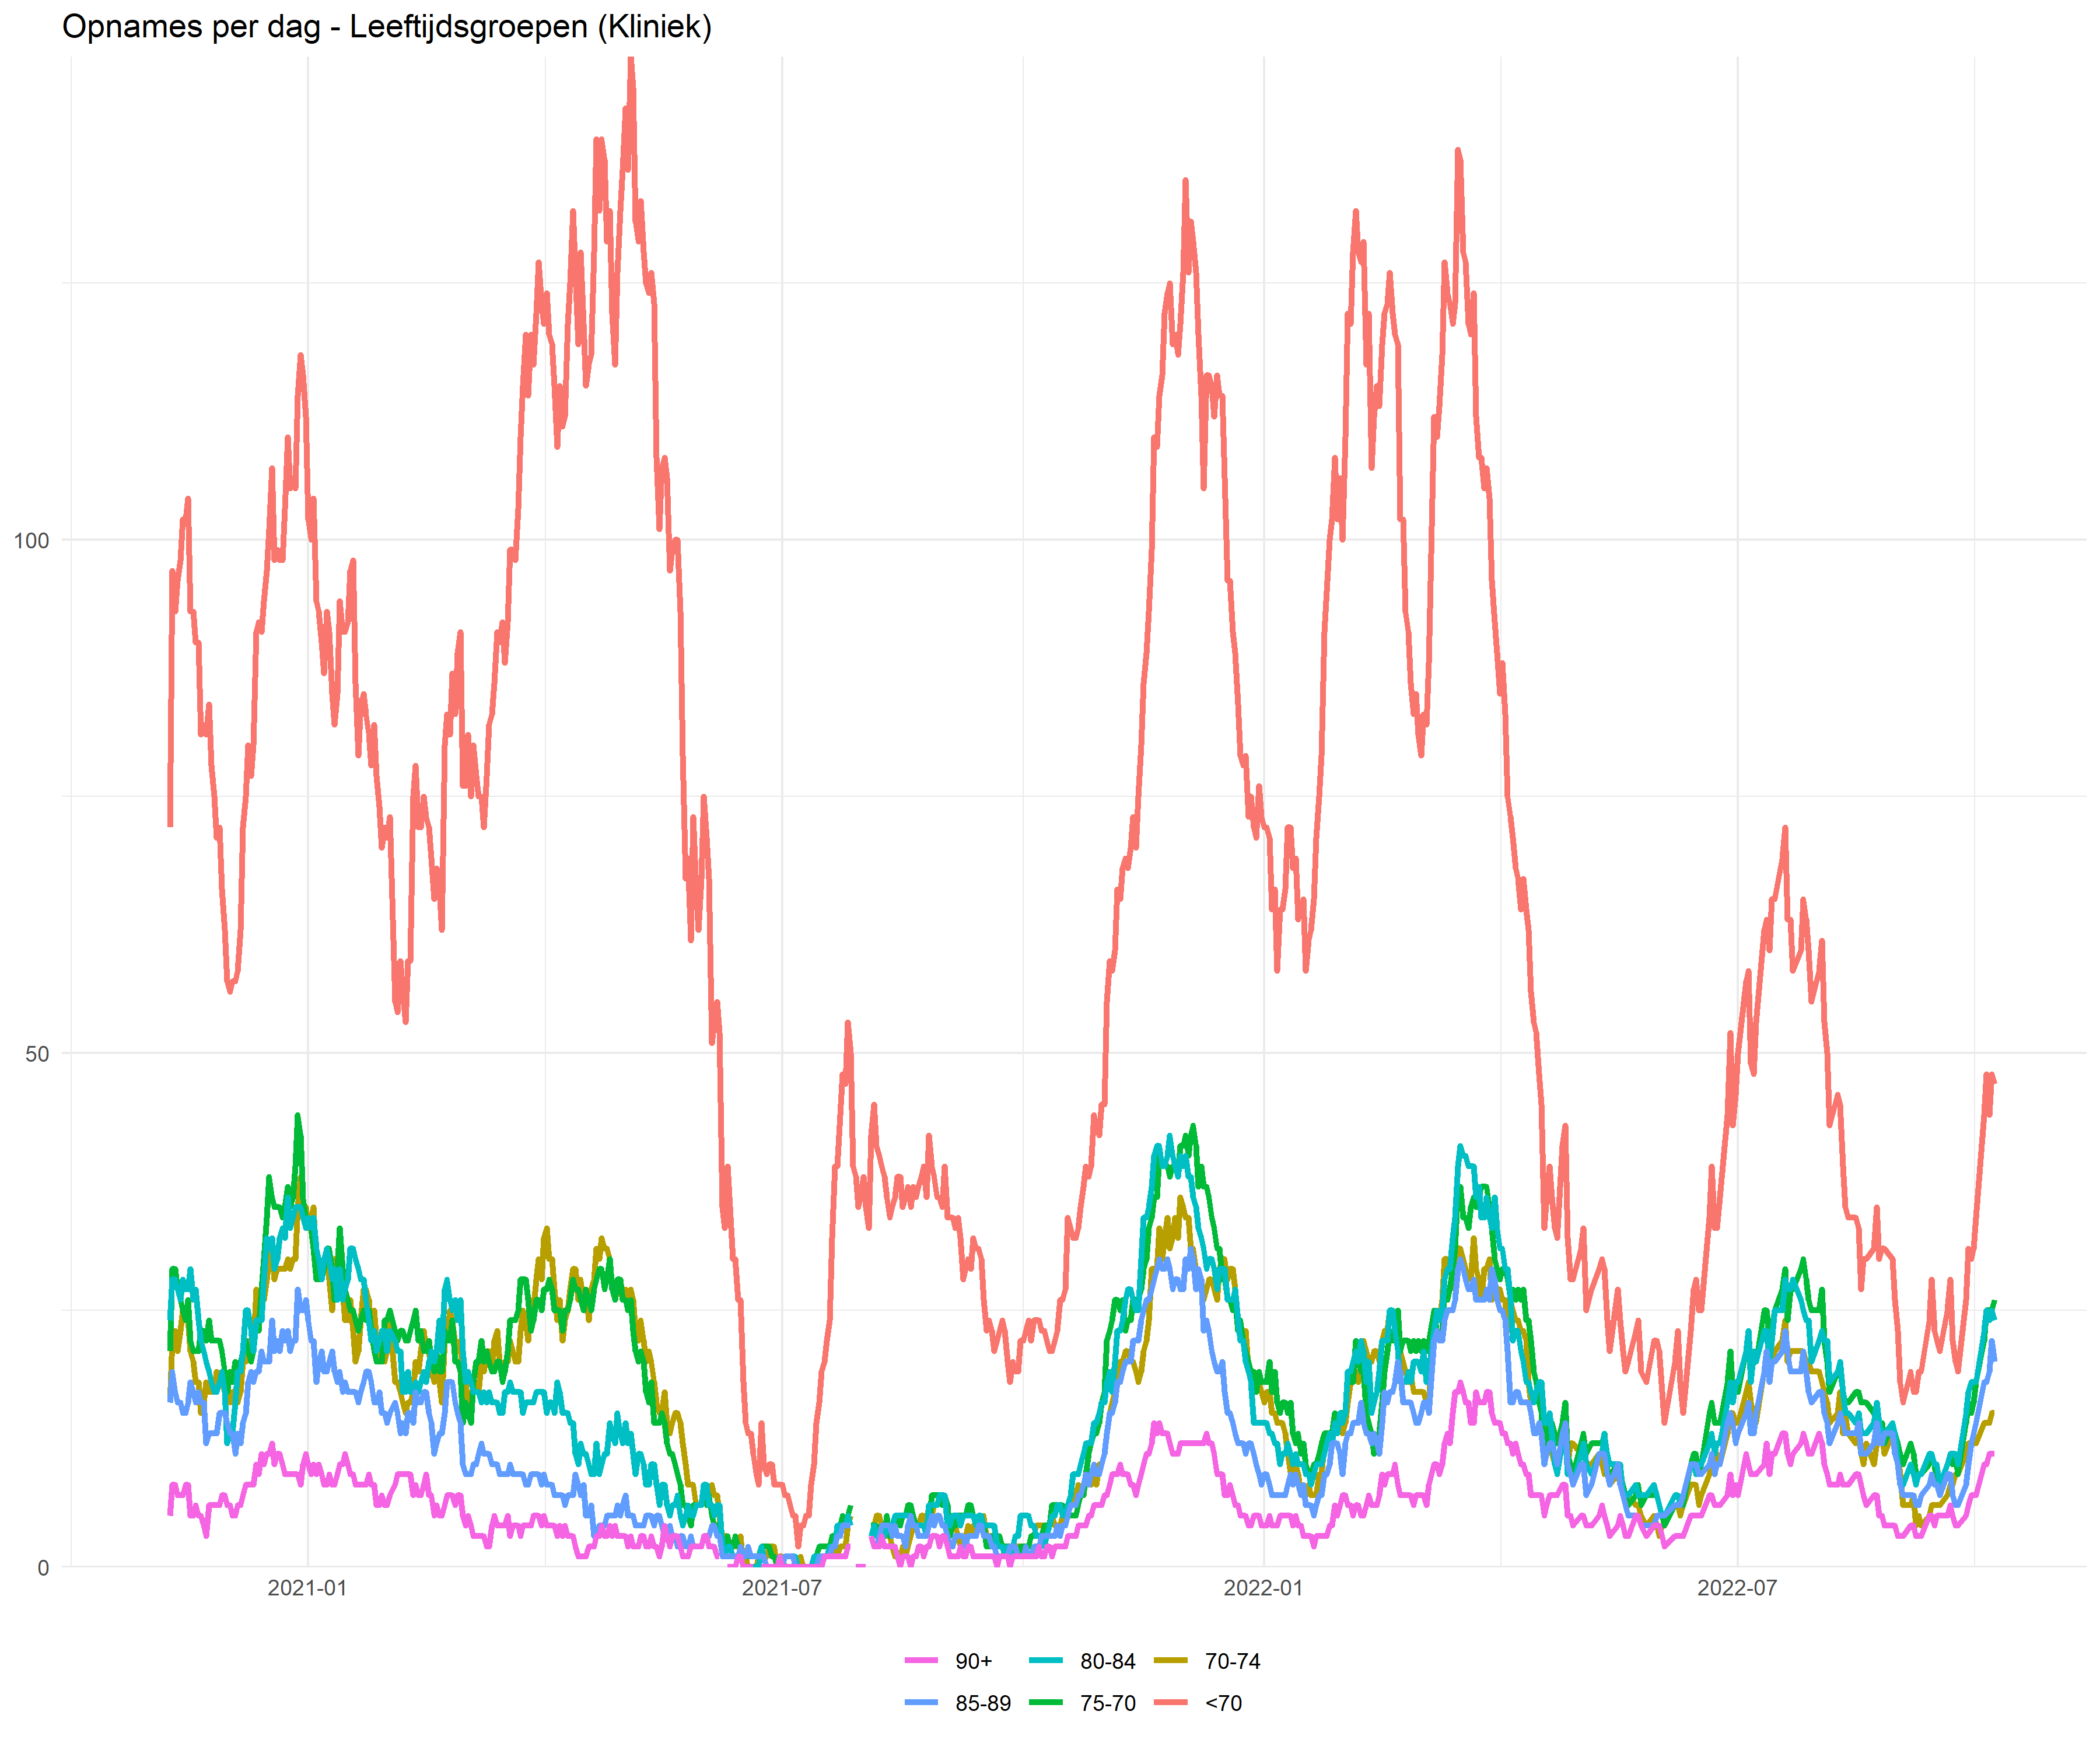 Opnames per dag - Leeftijdsgroepen (Kliniek)
100
50
0
2021-01 2021-07 2022-01 2022-07
90+ 80-84 70-74
85-89 75-70 <70